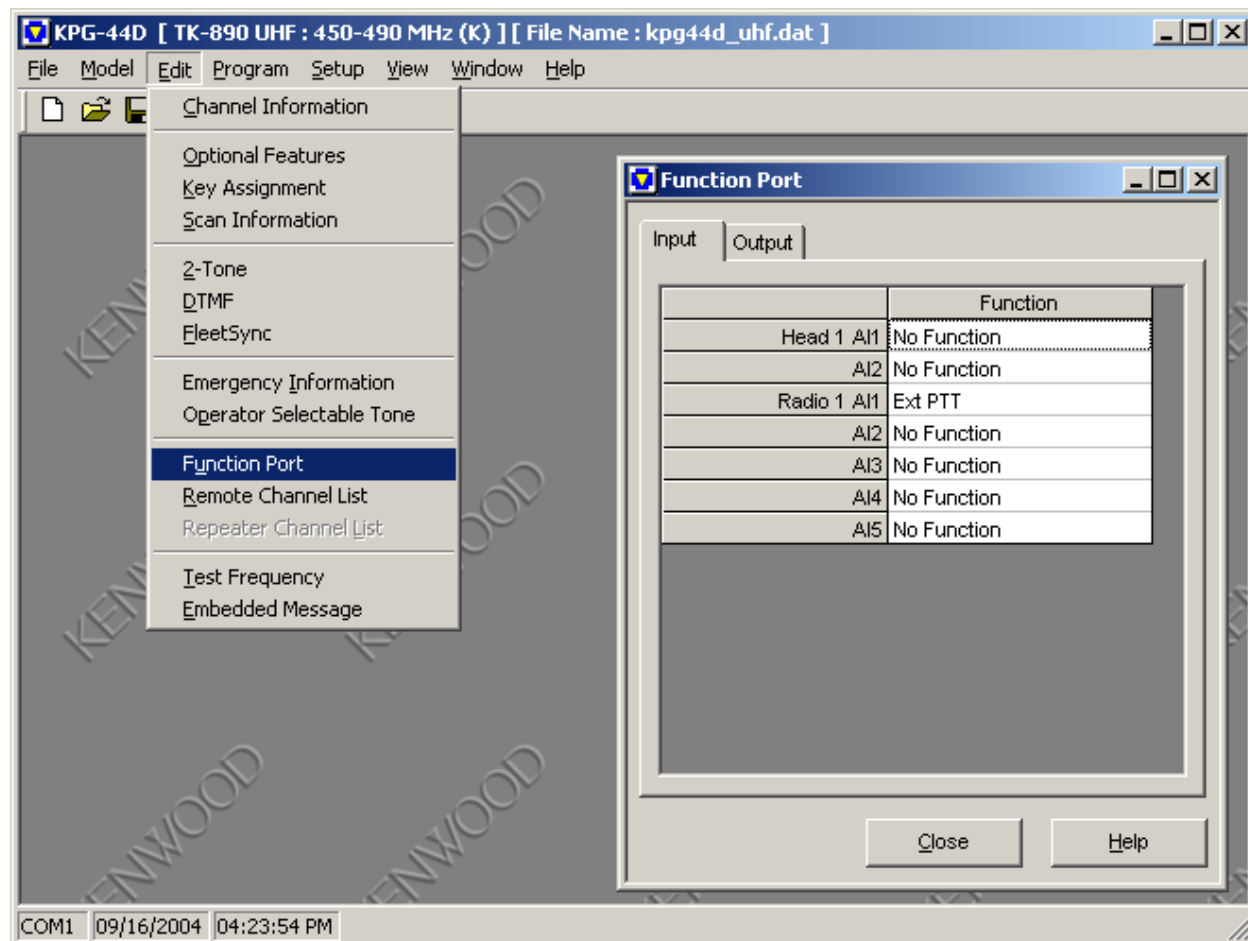 KPG-44D [ TK-890 UHF : 450-490 MHz (K) ] [ File Name : kpg44d_uhf.dat ]
File Model Edit Program Setup View Window Help
Channel Information
Optional Features
Key Assignment
Scan Information
2-Tone
DTMF
FleetSync
Emergency Information
Operator Selectable Tone
Function Port
Remote Channel List
Repeater Channel List
Test Frequency
Embedded Message
Function Port
Input Output
Function
Head 1 AI1 No Function
AI2 No Function
Radio 1 AI1 Ext PTT
AI2 No Function
AI3 No Function
AI4 No Function
AI5 No Function
Close Help
KENWOOD
KENWOOD
COM1 09/16/2004 04:23:54 PM